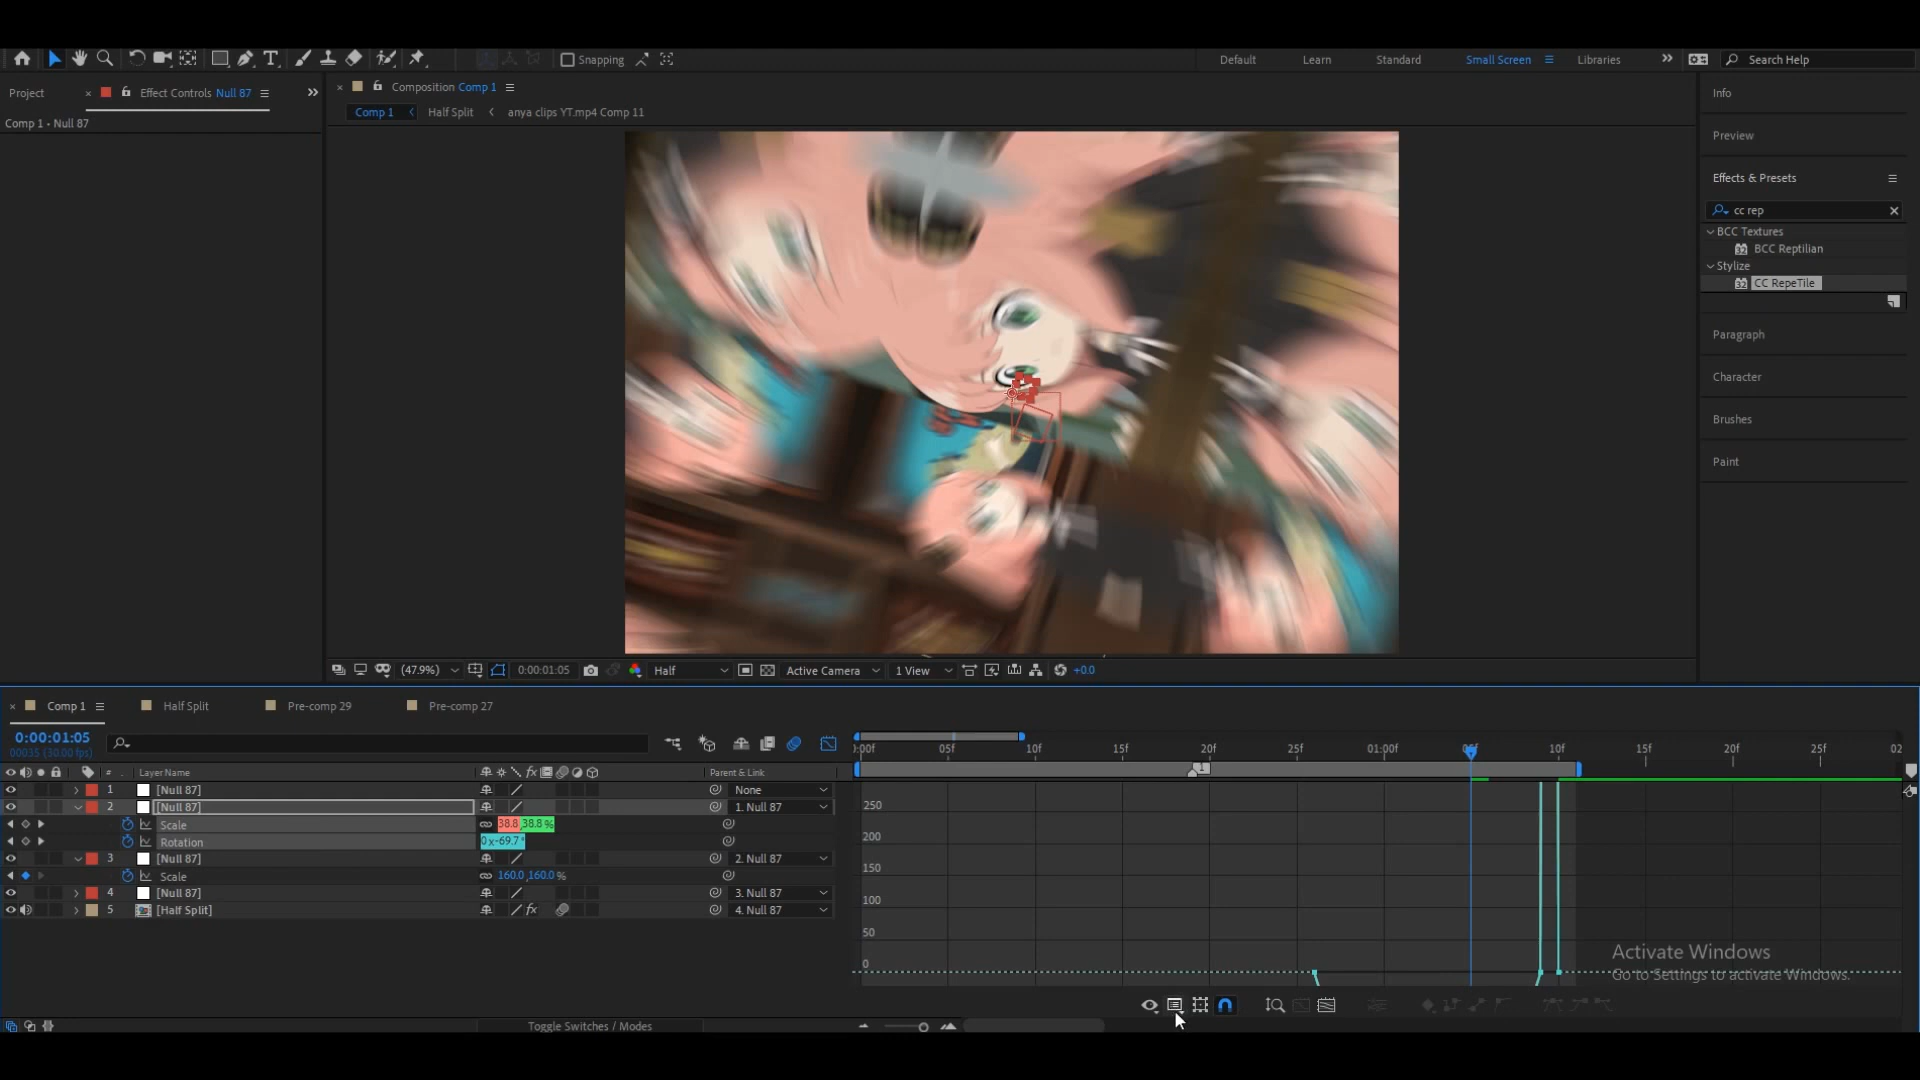 Snapping
Default
Learn
Standard
Small Screen
Libraries
Search Help
Project
Effect Controls Null 87
Composition Comp 1
Info
Comp 1
Half Split
anya clips YT.mp4 Comp 11
Comp 1 • Null 87
Preview
Effects & Presets
cc rep
BCC Textures
BCC Reptilian
Stylize
CC RepeTile
Paragraph
Character
Brushes
Paint
(47.9%)
0:00:01:05
Half
Active Camera
1 View
+0.0
Comp 1
Half Split
Pre-comp 29
Pre-comp 27
0:00:01:05
00035 (30.00 fps)
):00f
05f
10f
15f
20f
25f
01:00f
10f
15f
20f
25f
02
#
Layer Name
fx
Parent & Link
1
1
[Null 87]
None
2
[Null 87]
1. Null 87
Scale
38.8, 38.8 %
Rotation
0x-69.7°
3
[Null 87]
2. Null 87
Scale
160.0, 160.0 %
4
[Null 87]
3. Null 87
5
[Half Split]
fx
4. Null 87
250
200
150
100
50
0
Activate Windows
Go to Settings to activate Windows.
Toggle Switches / Modes